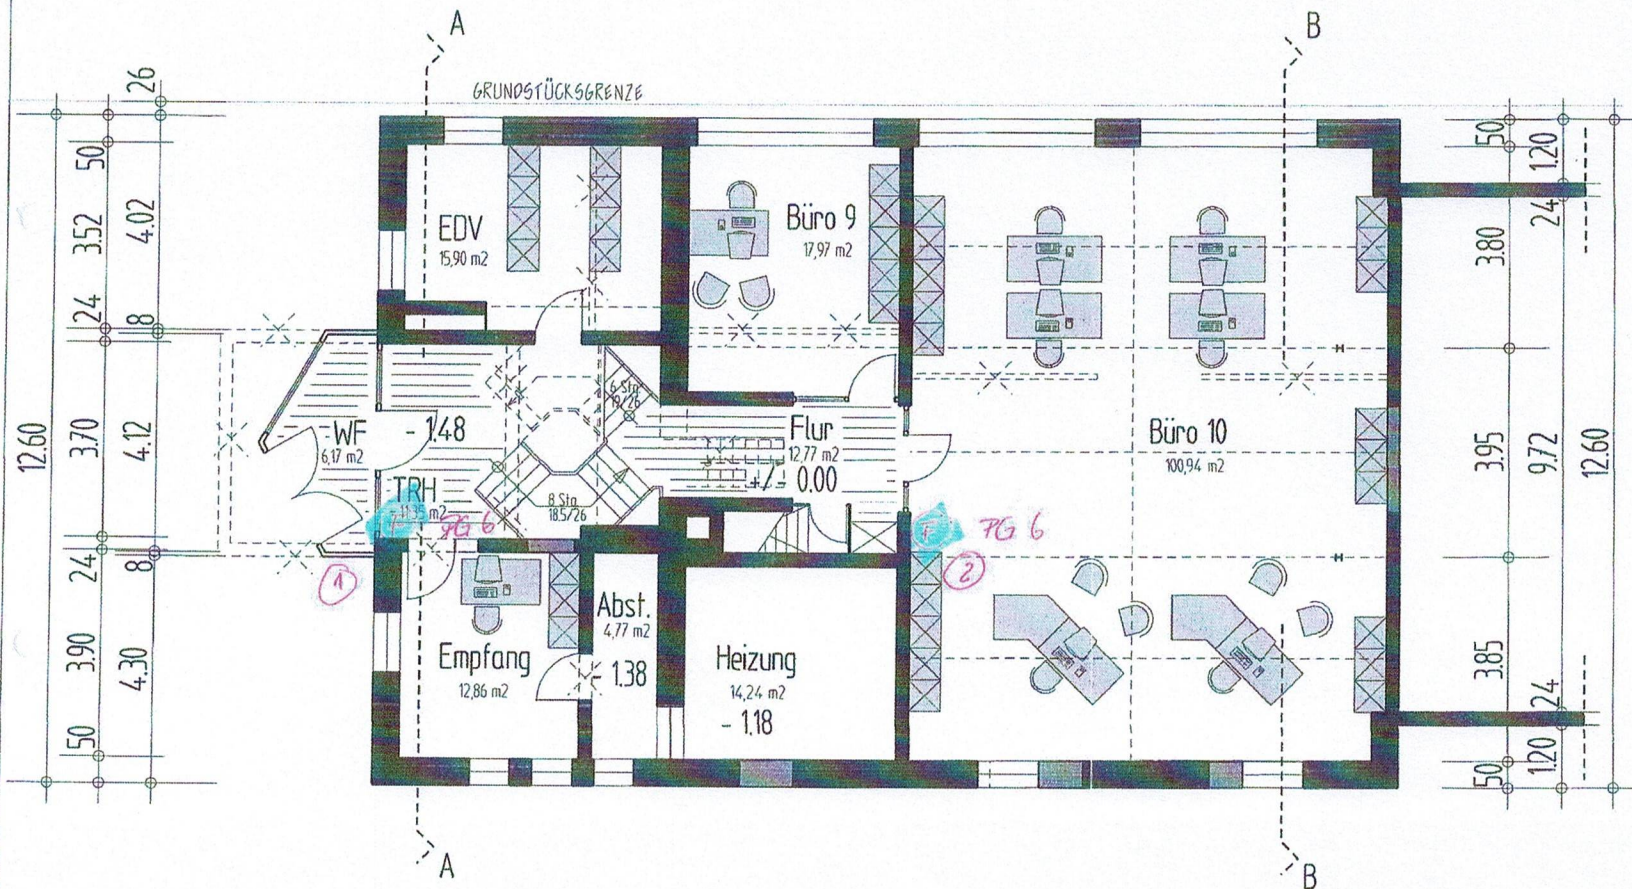 A
B
GRUNDSTÜCKSGRENZE
26
50
3.52
4.02
24
8
12.60
3.70
4.12
24
8
3.90
4.30
50
EDV
15,90 m2
Büro 9
17,97 m2
6 Stg
19/26
WF
6,17 m2
- 1.48
TRH
F
PG 6
1
8 Stg
18.5/26
Flur
12,77 m2
+/- 0.00
Büro 10
100,94 m2
F
PG 6
2
Empfang
12,86 m2
Abst.
4,77 m2
- 1.38
Heizung
14,24 m2
- 1.18
50
1.20
24
3.80
3.95
9.72
12.60
3.85
24
1.20
50
A
B